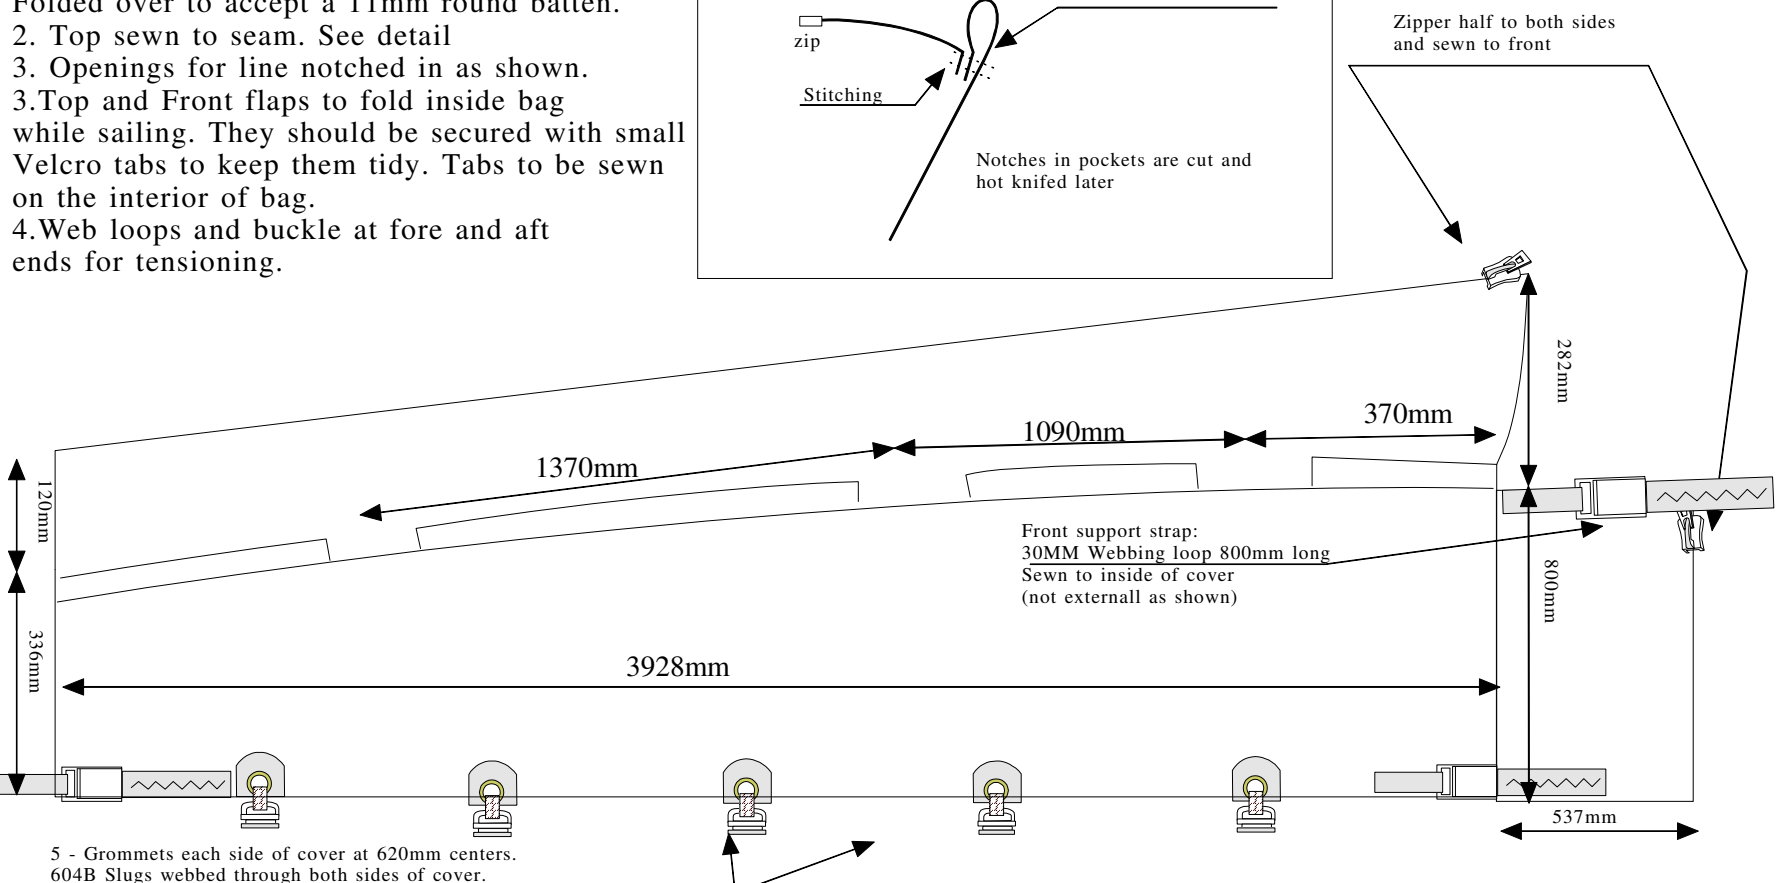 Folded over to accept a 11mm round batten.
2. Top sewn to seam. See detail
3. Openings for line notched in as shown.
3.Top and Front flaps to fold inside bag
while sailing. They should be secured with small
Velcro tabs to keep them tidy. Tabs to be sewn
on the interior of bag.
4.Web loops and buckle at fore and aft
ends for tensioning.
zip
Stitching
Notches in pockets are cut and
hot knifed later
Zipper half to both sides
and sewn to front
282mm
370mm
1090mm
1370mm
120mm
Front support strap:
30MM Webbing loop 800mm long
Sewn to inside of cover
(not externall as shown)
800mm
336mm
3928mm
537mm
5 - Grommets each side of cover at 620mm centers.
604B Slugs webbed through both sides of cover.